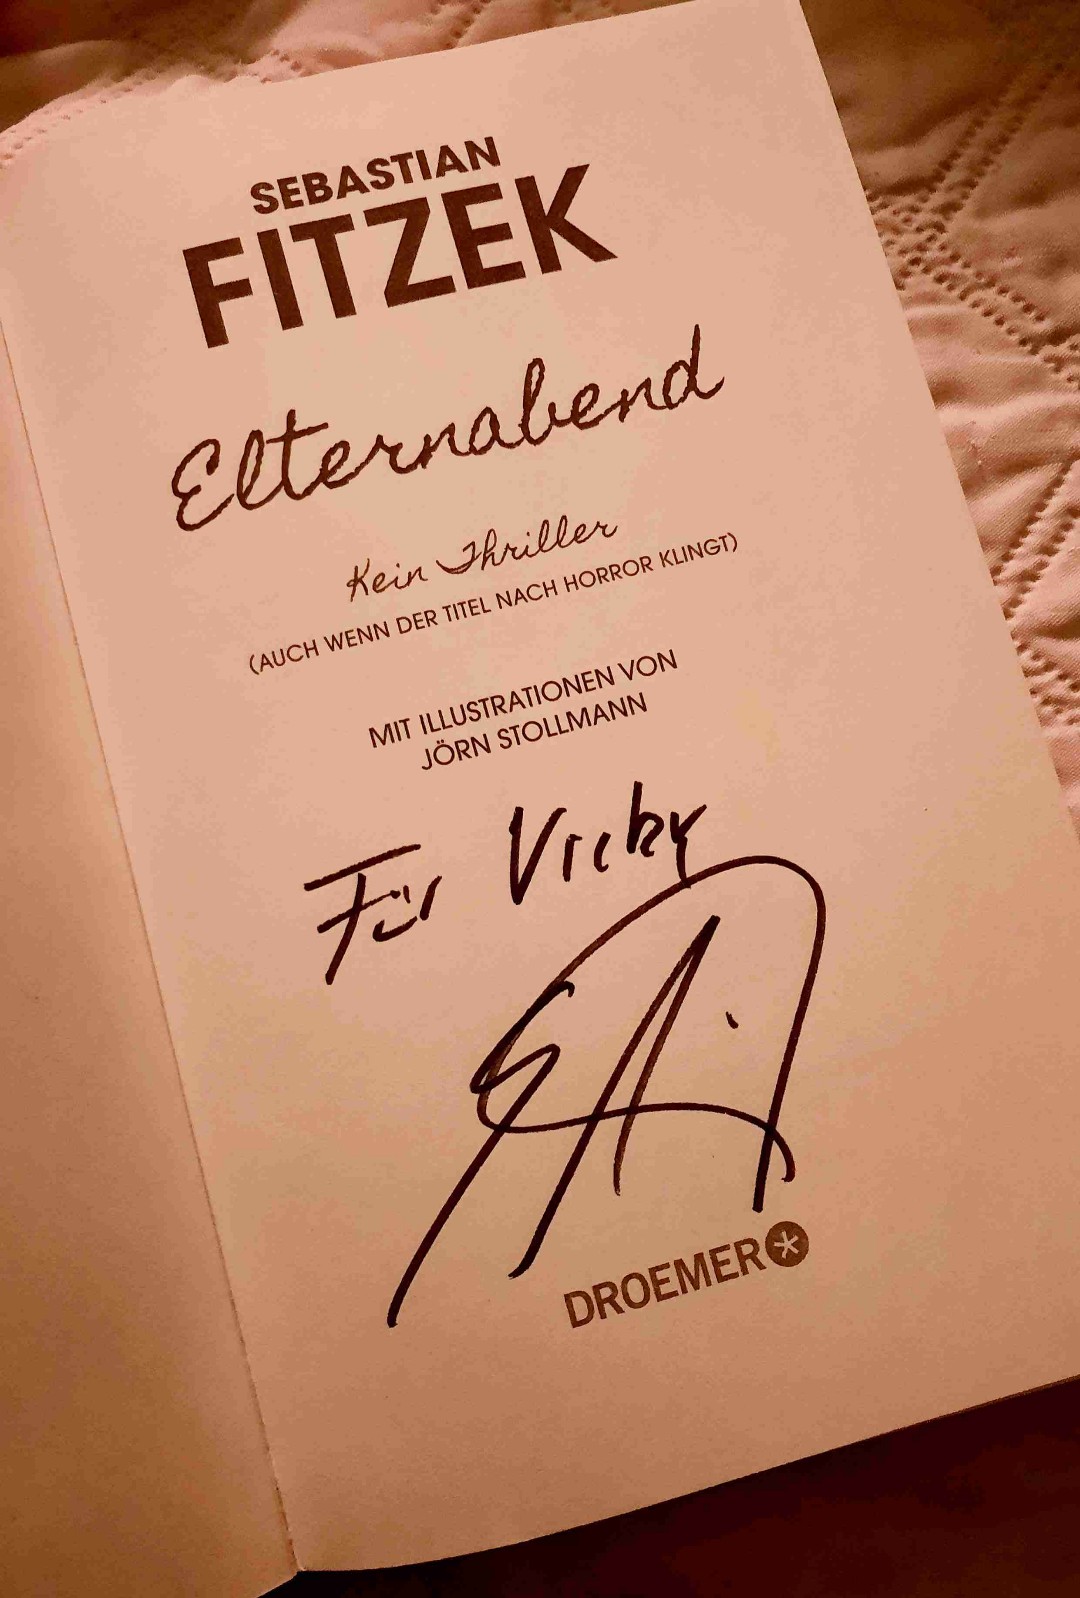 SEBASTIAN
FITZEK
Elternabend
Kein Thriller
(AUCH WENN DER TITEL NACH HORROR KLINGT)
MIT ILLUSTRATIONEN VON
JÖRN STOLLMANN
Für Vicky
DROEMER